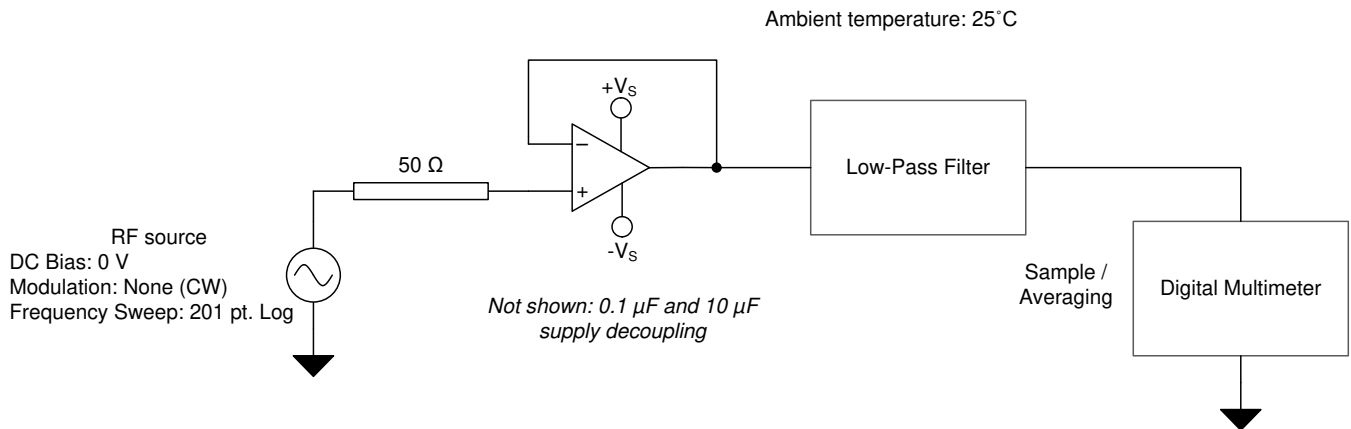 Ambient temperature: 25˚C
+VS
−
50 Ω
+
Low-Pass Filter
-VS
RF source
DC Bias: 0 V
Modulation: None (CW)
Frequency Sweep: 201 pt. Log
Not shown: 0.1 µF and 10 µF
supply decoupling
Sample /
Averaging
Digital Multimeter